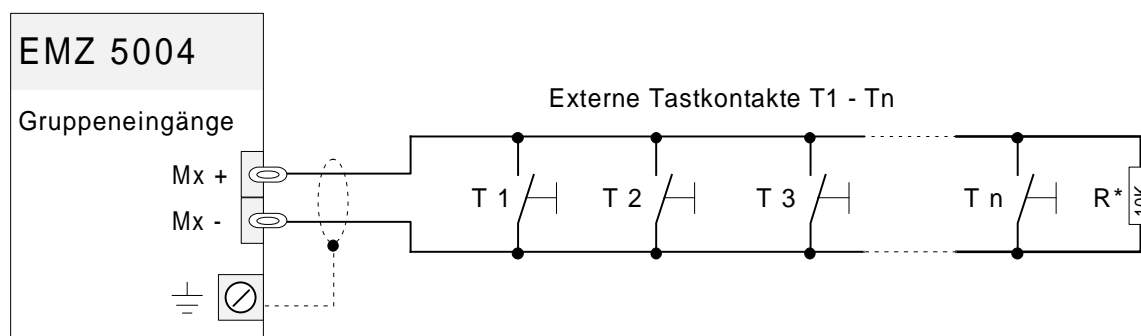 EMZ 5004
Externe Tastkontakte T1 - Tn
Gruppeneingänge
Mx +
T 1
T 2
T 3
T n
R*
10K
Mx -